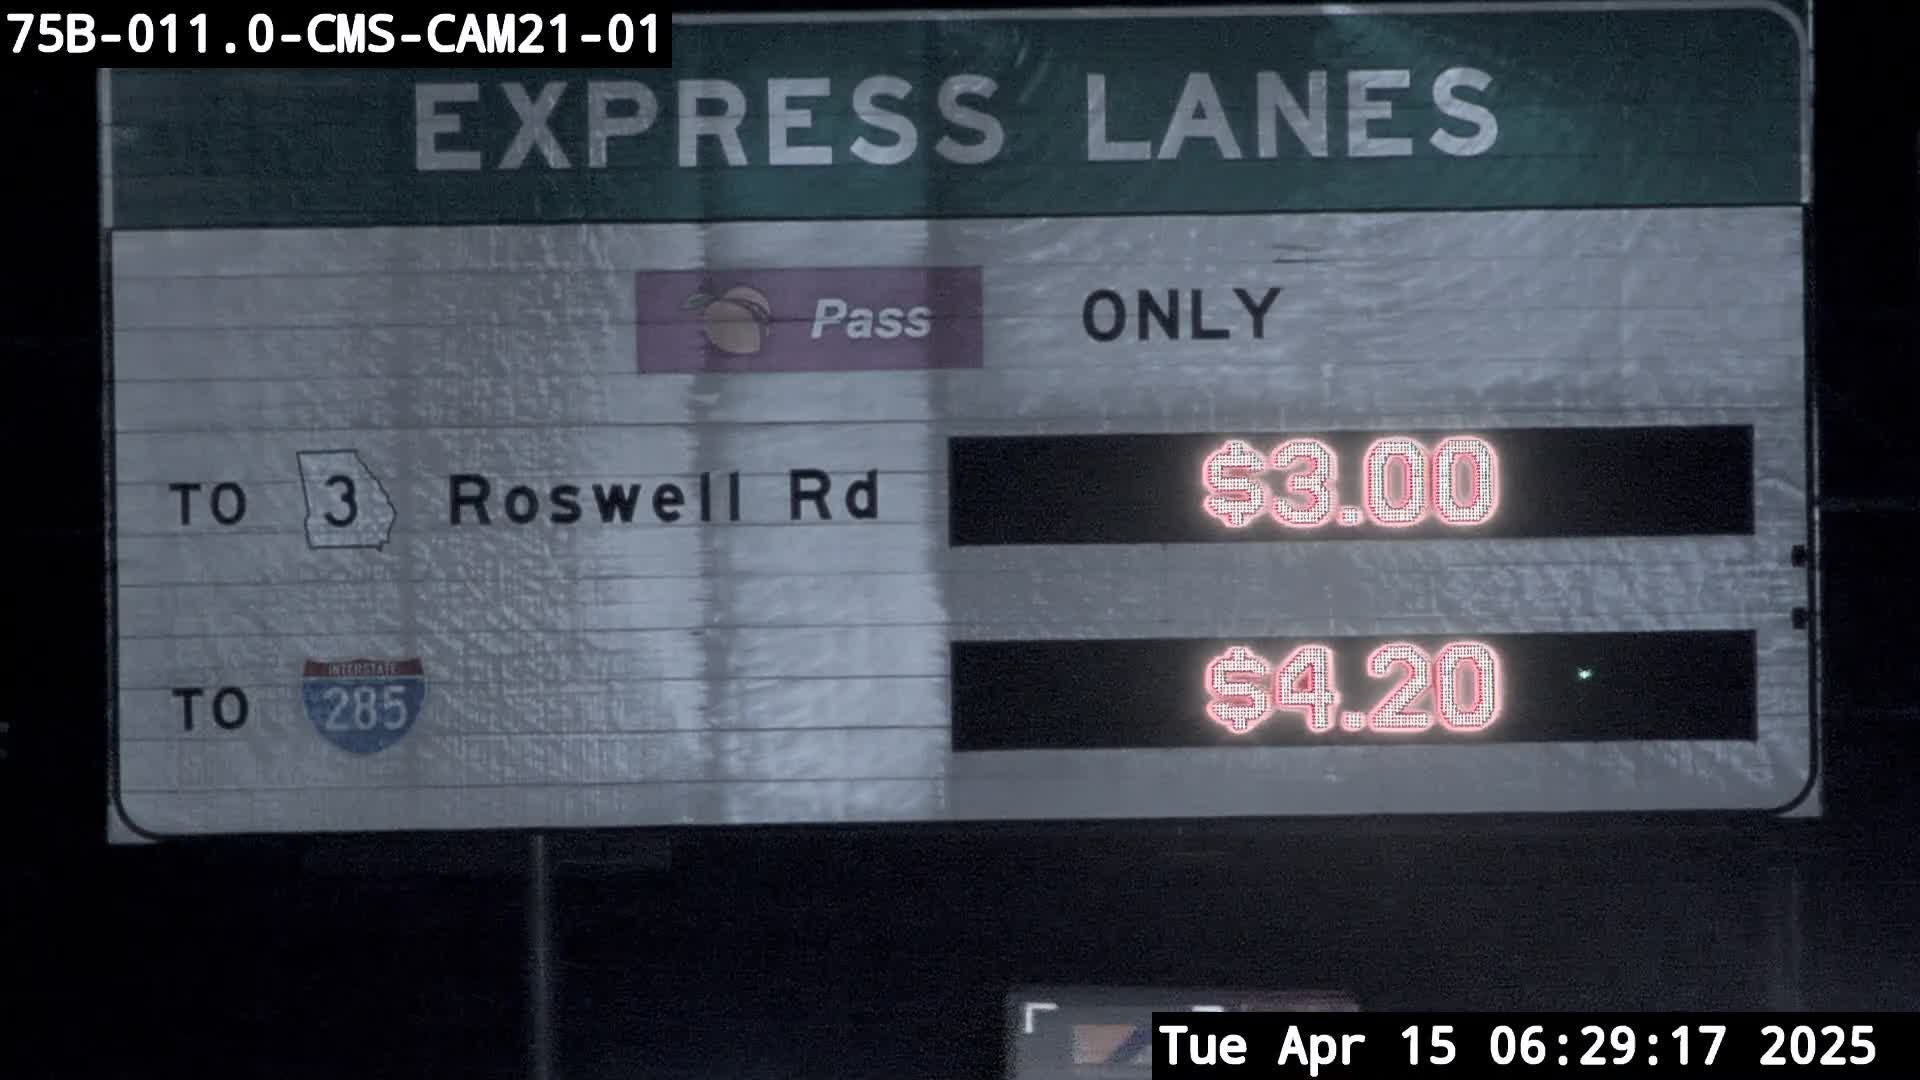 75B-011.0-CMS-CAM21-01
EXPRESS LANES
Pass ONLY
TO 3 Roswell Rd $3.00
TO INTERSTATE 285 $4.20
Tue Apr 15 06:29:17 2025